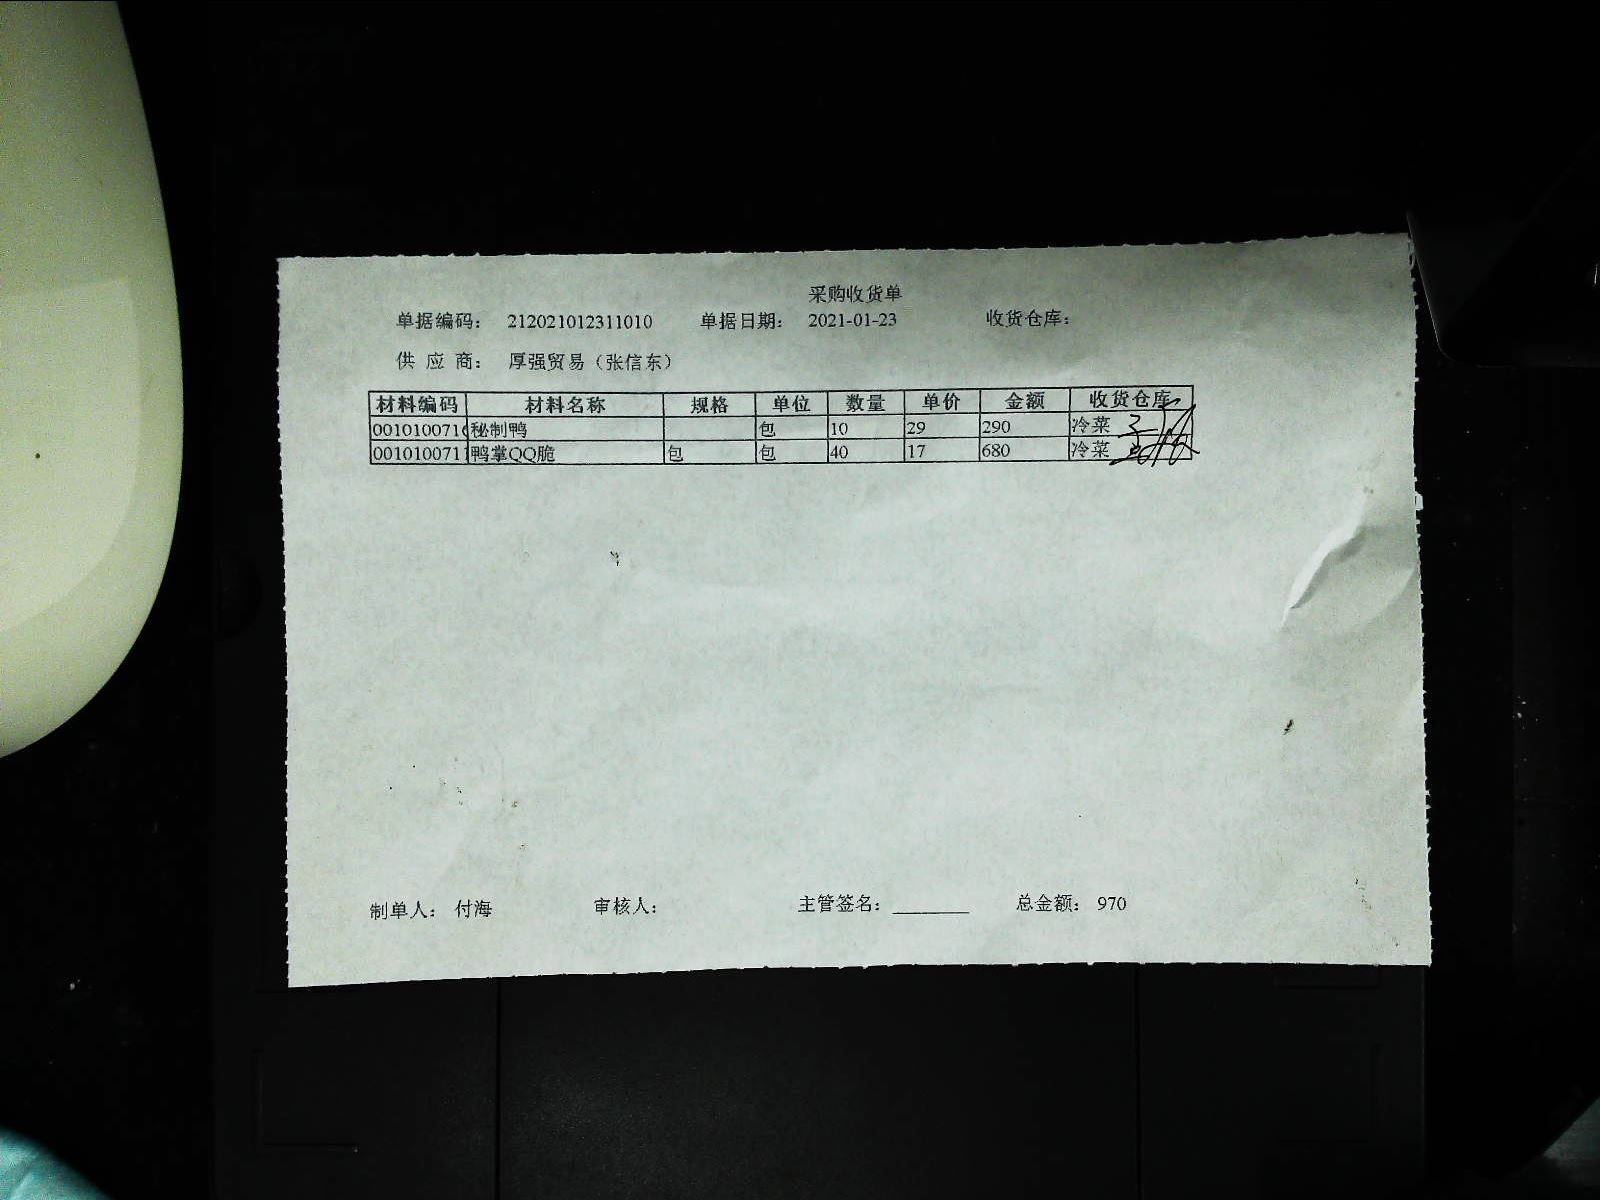 采购收货单
单据编码： 212021012311010 单据日期： 2021-01-23 收货仓库：
供 应 商： 厚强贸易（张信东）
材料编码 材料名称 规格 单位 数量 单价 金额 收货仓库
001010071 秘制鸭 包 10 29 290 冷菜
001010071 鸭掌QQ脆 包 包 40 17 680 冷菜
制单人： 付海 审核人： 主管签名： 总金额： 970